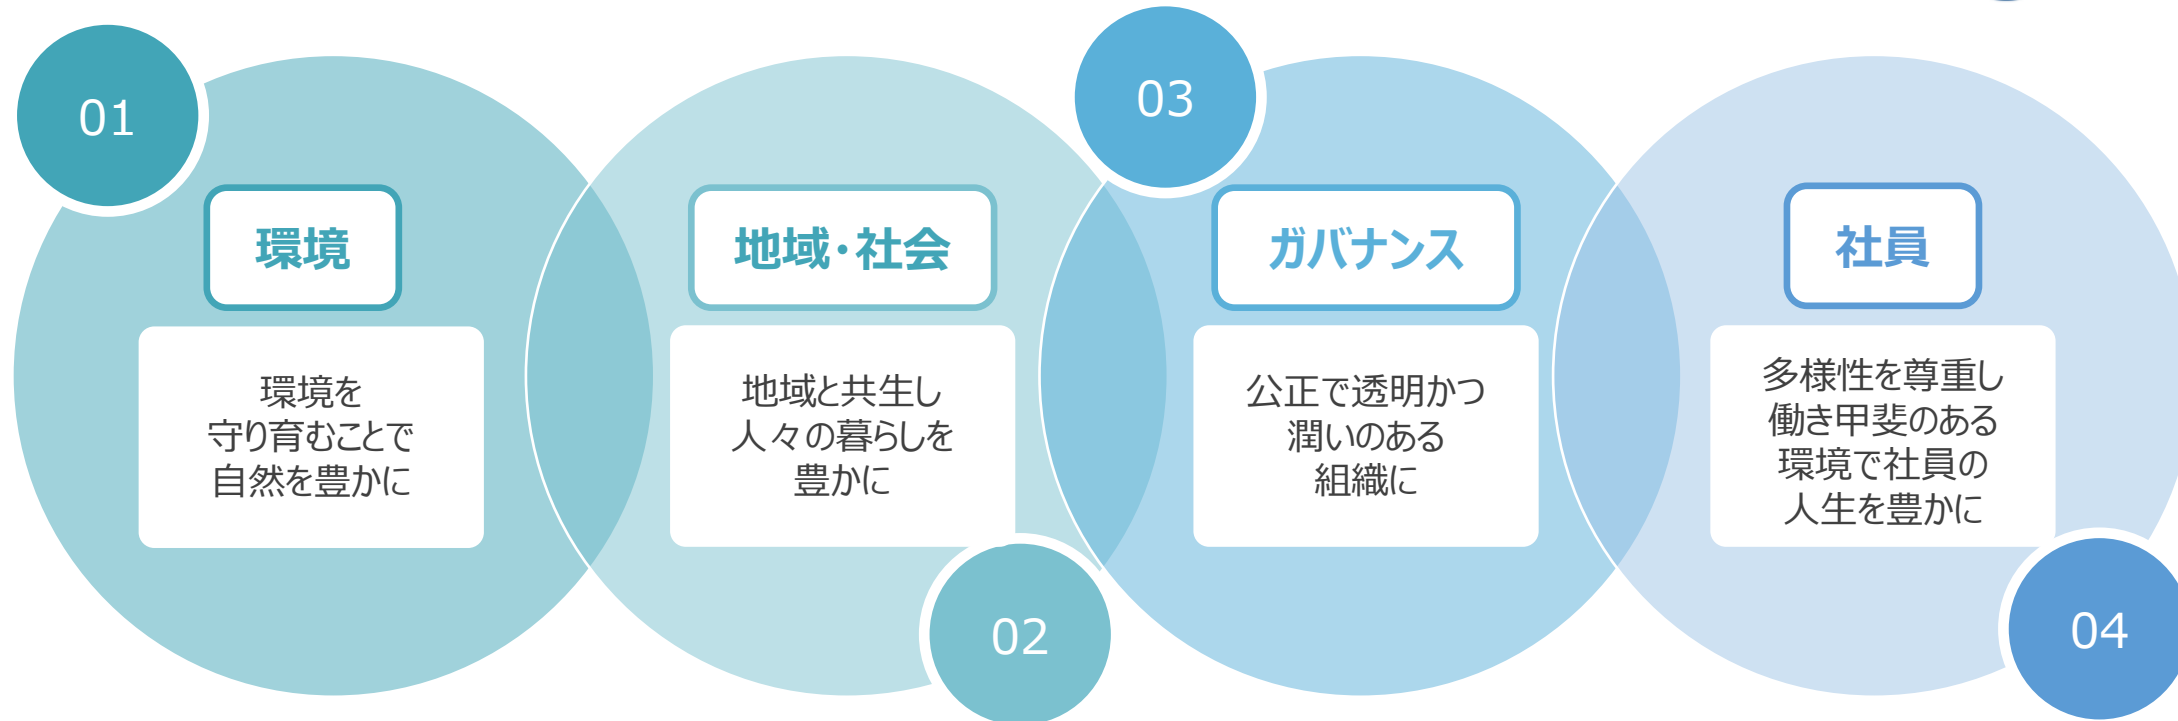 01
環境
環境を
守り育むことで
自然を豊かに
02
地域・社会
地域と共生し
人々の暮らしを
豊かに
03
ガバナンス
公正で透明かつ
潤いのある
組織に
04
社員
多様性を尊重し
働き甲斐のある
環境で社員の
人生を豊かに